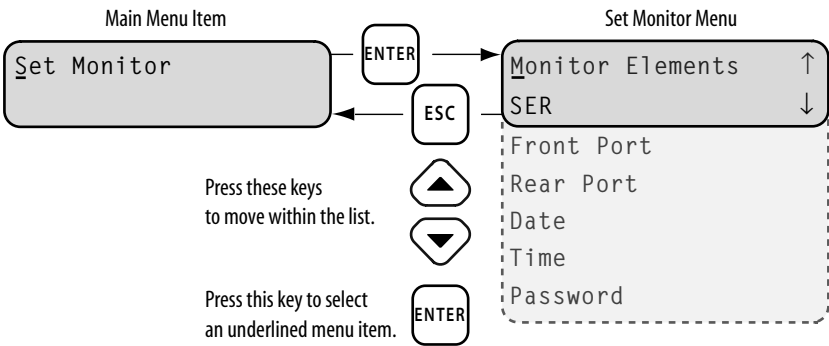 Main Menu Item
Set Monitor Menu
Set Monitor
ENTER
Monitor Elements ↑
SER ↓
ESC
Front Port
Rear Port
Date
Time
Password
Press these keys
to move within the list.
Press this key to select
an underlined menu item.
ENTER